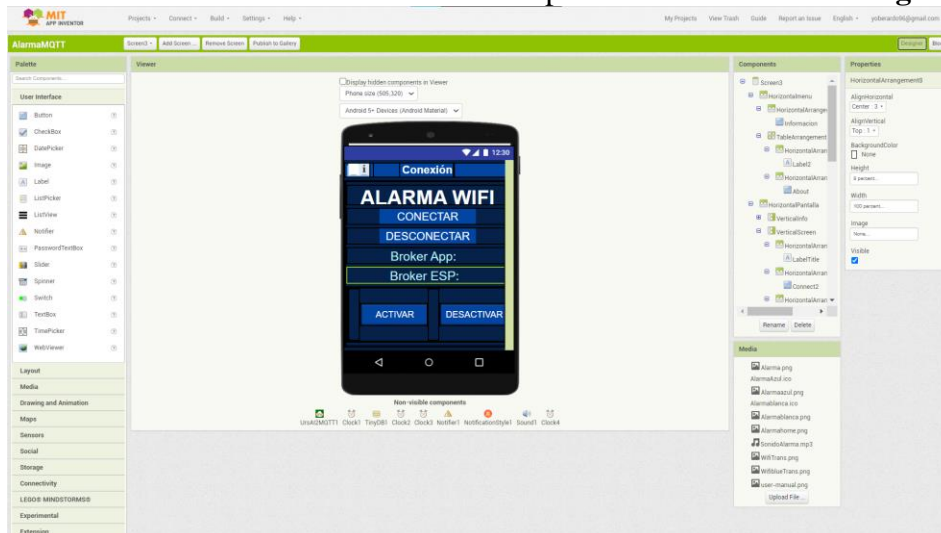 MIT
APP INVENTOR
Projects
Connect
Build
Settings
Help
My Projects
View Trash
Guide
Report an Issue
English
yoberardo96@gmail.com
AlarmaMQTT
Screen3
Add Screen ...
Remove Screen
Publish to Gallery
Designer
Palette
Search Components...
User Interface
Button
CheckBox
DatePicker
Image
Label
ListPicker
ListView
Notifier
PasswordTextBox
Slider
Spinner
Switch
TextBox
TimePicker
WebViewer
Layout
Media
Drawing and Animation
Maps
Sensors
Social
Storage
Connectivity
LEGO® MINDSTORMS®
Experimental
Extension
Viewer
Display hidden components in Viewer
Phone size (505,320)
Android 5+ Devices (Android Material)
12:30
Conexión
ALARMA WIFI
CONECTAR
DESCONECTAR
Broker App:
Broker ESP:
ACTIVAR
DESACTIVAR
Non-visible components
UrsAI2MQTT1 Clock1 TinyDB1 Clock2 Clock3 Notifier1 NotificationStyle1 Sound1 Clock4
Components
Screen3
Horizontalmenu
HorizontalArrange
Informacion
TableArrangement
HorizontalArran
Label2
HorizontalArran
About
HorizontalPantalla
VerticalInfo
VerticalScreen
HorizontalArran
LabelTitle
HorizontalArran
Connect2
HorizontalArran
Rename
Delete
Media
Alarma.png
AlarmaAzul.ico
Alarmaazul.png
Alarmablanca.ico
Alarmablanca.png
Alarmahome.png
SonidoAlarme.mp3
WifiTrans.png
WifiblueTrans.png
user-manual.png
Upload File ...
Properties
AlignHorizontal
Center : 3
AlignVertical
Top : 1
BackgroundColor
None
Height
Width
100 percent...
Image
None...
Visible